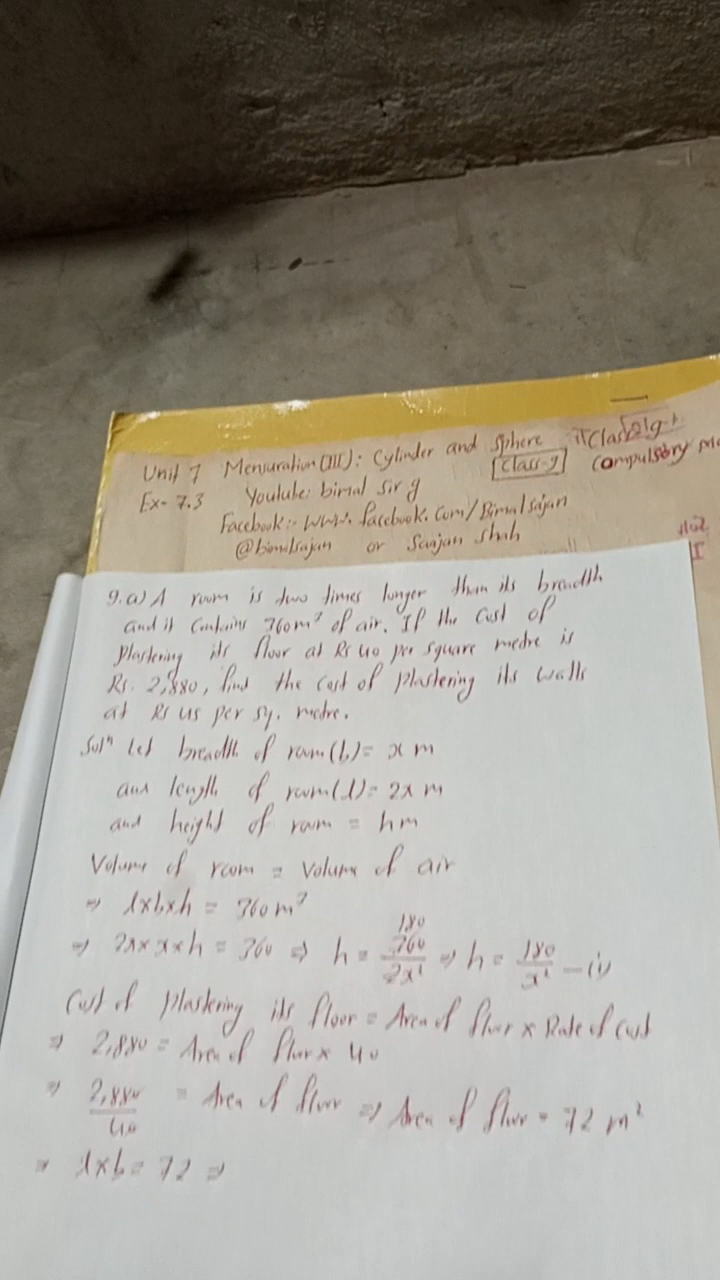 Unit 7 Mensuration (III): Cylinder and Sphere
Ex- 7.3 Youtube: bimal sir g Class-9 Compulsory
Facebook:- www. facebook. Com/Bimalsajan
@bimalsajan or Sanjan Shah
9.a) A room is two times longer than its breadth
and it contains 360m³ of air. If the cost of
plastering its floor at Rs 40 per square metre is
Rs. 2,880, find the cost of plastering its walls
at Rs 45 per sq. metre.
Solⁿ Let breadth of room (b) = x m
and length of room (l) = 2x m
and height of room = hm
Volume of room = Volume of air
⇒ l×b×h = 360m³
⇒ 2x × x × h = 360 ⇒ h = 180 360/2x² ⇒ h = 180/x² – (i)
Cost of plastering its floor = Area of floor × Rate of cost
⇒ 2,880 = Area of floor × 40
⇒ 2,880/40 = Area of floor ⇒ Area of floor = 72 m²
⇒ l×b = 72 ⇒